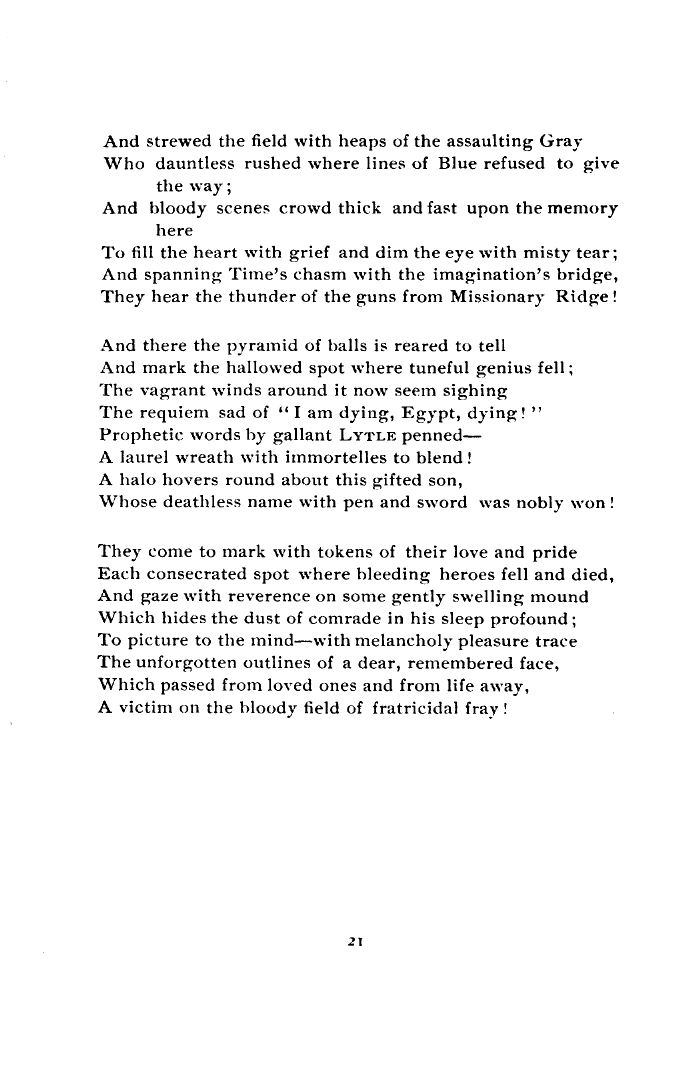 And strewed the field with heaps of the assaulting Gray
Who dauntless rushed where lines of Blue refused to give
the way;
And bloody scenes crowd thick and fast upon the memory
here
To fill the heart with grief and dim the eye with misty tear;
And spanning Time's chasm with the imagination's bridge,
They hear the thunder of the guns from Missionary Ridge!

And there the pyramid of balls is reared to tell
And mark the hallowed spot where tuneful genius fell;
The vagrant winds around it now seem sighing
The requiem sad of "I am dying, Egypt, dying!"
Prophetic words by gallant LYTLE penned—
A laurel wreath with immortelles to blend!
A halo hovers round about this gifted son,
Whose deathless name with pen and sword was nobly won!

They come to mark with tokens of their love and pride
Each consecrated spot where bleeding heroes fell and died,
And gaze with reverence on some gently swelling mound
Which hides the dust of comrade in his sleep profound;
To picture to the mind—with melancholy pleasure trace
The unforgotten outlines of a dear, remembered face,
Which passed from loved ones and from life away,
A victim on the bloody field of fratricidal fray!

21